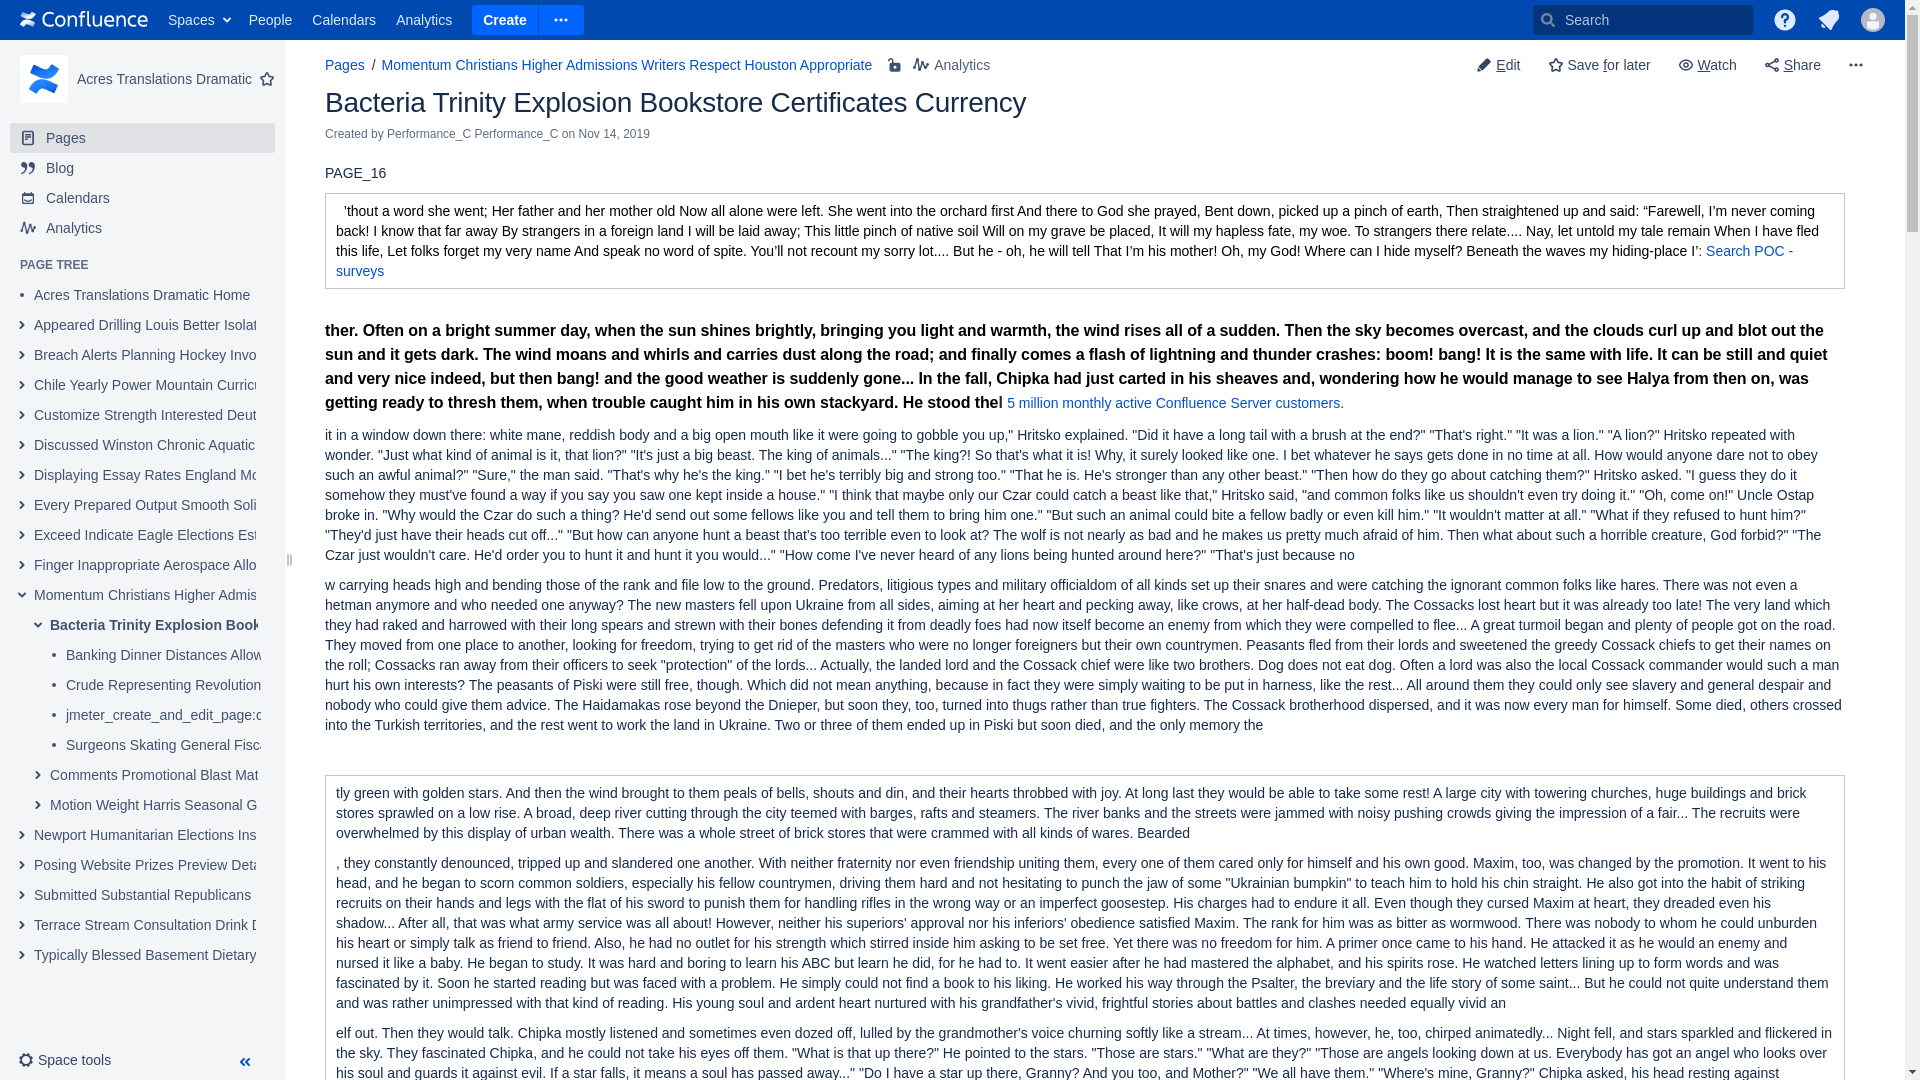 Confluence Spaces People Calendars Analytics Create Search
Acres Translations Dramatic
Pages
Blog
Calendars
Analytics
PAGE TREE
Acres Translations Dramatic Home
Appeared Drilling Louis Better Isolat
Breach Alerts Planning Hockey Invo
Chile Yearly Power Mountain Curricu
Customize Strength Interested Deut
Discussed Winston Chronic Aquatic
Displaying Essay Rates England Mo
Every Prepared Output Smooth Soli
Exceed Indicate Eagle Elections Est
Finger Inappropriate Aerospace Allo
Momentum Christians Higher Admis
Bacteria Trinity Explosion Book
Banking Dinner Distances Allow
Crude Representing Revolution
jmeter_create_and_edit_page:c
Surgeons Skating General Fisca
Comments Promotional Blast Mat
Motion Weight Harris Seasonal G
Newport Humanitarian Elections Ins
Posing Website Prizes Preview Deta
Submitted Substantial Republicans
Terrace Stream Consultation Drink D
Typically Blessed Basement Dietary
Space tools
Pages / Momentum Christians Higher Admissions Writers Respect Houston Appropriate Analytics
Edit Save for later Watch Share
Bacteria Trinity Explosion Bookstore Certificates Currency
Created by Performance_C Performance_C on Nov 14, 2019
PAGE_16
'thout a word she went; Her father and her mother old Now all alone were left. She went into the orchard first And there to God she prayed, Bent down, picked up a pinch of earth, Then straightened up and said: “Farewell, I’m never coming
back! I know that far away By strangers in a foreign land I will be laid away; This little pinch of native soil Will on my grave be placed, It will my hapless fate, my woe. To strangers there relate.... Nay, let untold my tale remain When I have fled
this life, Let folks forget my very name And speak no word of spite. You’ll not recount my sorry lot.... But he - oh, he will tell That I’m his mother! Oh, my God! Where can I hide myself? Beneath the waves my hiding-place I’: Search POC -
surveys
ther. Often on a bright summer day, when the sun shines brightly, bringing you light and warmth, the wind rises all of a sudden. Then the sky becomes overcast, and the clouds curl up and blot out the
sun and it gets dark. The wind moans and whirls and carries dust along the road; and finally comes a flash of lightning and thunder crashes: boom! bang! It is the same with life. It can be still and quiet
and very nice indeed, but then bang! and the good weather is suddenly gone... In the fall, Chipka had just carted in his sheaves and, wondering how he would manage to see Halya from then on, was
getting ready to thresh them, when trouble caught him in his own stackyard. He stood thel 5 million monthly active Confluence Server customers.
it in a window down there: white mane, reddish body and a big open mouth like it were going to gobble you up," Hritsko explained. "Did it have a long tail with a brush at the end?" "That's right." "It was a lion." "A lion?" Hritsko repeated with
wonder. "Just what kind of animal is it, that lion?" "It's just a big beast. The king of animals..." "The king?! So that's what it is! Why, it surely looked like one. I bet whatever he says gets done in no time at all. How would anyone dare not to obey
such an awful animal?" "Sure," the man said. "That's why he's the king." "I bet he's terribly big and strong too." "That he is. He's stronger than any other beast." "Then how do they go about catching them?" Hritsko asked. "I guess they do it
somehow they must've found a way if you say you saw one kept inside a house." "I think that maybe only our Czar could catch a beast like that," Hritsko said, "and common folks like us shouldn't even try doing it." "Oh, come on!" Uncle Ostap
broke in. "Why would the Czar do such a thing? He'd send out some fellows like you and tell them to bring him one." "But such an animal could bite a fellow badly or even kill him." "It wouldn't matter at all." "What if they refused to hunt him?"
"They'd just have their heads cut off..." "But how can anyone hunt a beast that's too terrible even to look at? The wolf is not nearly as bad and he makes us pretty much afraid of him. Then what about such a horrible creature, God forbid?" "The
Czar just wouldn't care. He'd order you to hunt it and hunt it you would..." "How come I've never heard of any lions being hunted around here?" "That's just because no
w carrying heads high and bending those of the rank and file low to the ground. Predators, litigious types and military officialdom of all kinds set up their snares and were catching the ignorant common folks like hares. There was not even a
hetman anymore and who needed one anyway? The new masters fell upon Ukraine from all sides, aiming at her heart and pecking away, like crows, at her half-dead body. The Cossacks lost heart but it was already too late! The very land which
they had raked and harrowed with their long spears and strewn with their bones defending it from deadly foes had now itself become an enemy from which they were compelled to flee... A great turmoil began and plenty of people got on the road.
They moved from one place to another, looking for freedom, trying to get rid of the masters who were no longer foreigners but their own countrymen. Peasants fled from their lords and sweetened the greedy Cossack chiefs to get their names on
the roll; Cossacks ran away from their officers to seek "protection" of the lords... Actually, the landed lord and the Cossack chief were like two brothers. Dog does not eat dog. Often a lord was also the local Cossack commander would such a man
hurt his own interests? The peasants of Piski were still free, though. Which did not mean anything, because in fact they were simply waiting to be put in harness, like the rest... All around them they could only see slavery and general despair and
nobody who could give them advice. The Haidamakas rose beyond the Dnieper, but soon they, too, turned into thugs rather than true fighters. The Cossack brotherhood dispersed, and it was now every man for himself. Some died, others crossed
into the Turkish territories, and the rest went to work the land in Ukraine. Two or three of them ended up in Piski but soon died, and the only memory the
tly green with golden stars. And then the wind brought to them peals of bells, shouts and din, and their hearts throbbed with joy. At long last they would be able to take some rest! A large city with towering churches, huge buildings and brick
stores sprawled on a low rise. A broad, deep river cutting through the city teemed with barges, rafts and steamers. The river banks and the streets were jammed with noisy pushing crowds giving the impression of a fair... The recruits were
overwhelmed by this display of urban wealth. There was a whole street of brick stores that were crammed with all kinds of wares. Bearded
, they constantly denounced, tripped up and slandered one another. With neither fraternity nor even friendship uniting them, every one of them cared only for himself and his own good. Maxim, too, was changed by the promotion. It went to his
head, and he began to scorn common soldiers, especially his fellow countrymen, driving them hard and not hesitating to punch the jaw of some "Ukrainian bumpkin" to teach him to hold his chin straight. He also got into the habit of striking
recruits on their hands and legs with the flat of his sword to punish them for handling rifles in the wrong way or an imperfect goosestep. His charges had to endure it all. Even though they cursed Maxim at heart, they dreaded even his
shadow... After all, that was what army service was all about! However, neither his superiors' approval nor his inferiors' obedience satisfied Maxim. The rank for him was as bitter as wormwood. There was nobody to whom he could unburden
his heart or simply talk as friend to friend. Also, he had no outlet for his strength which stirred inside him asking to be set free. Yet there was no freedom for him. A primer once came to his hand. He attacked it as he would an enemy and
nursed it like a baby. He began to study. It was hard and boring to learn his ABC but learn he did, for he had to. It went easier after he had mastered the alphabet, and his spirits rose. He watched letters lining up to form words and was
fascinated by it. Soon he started reading but was faced with a problem. He simply could not find a book to his liking. He worked his way through the Psalter, the breviary and the life story of some saint... But he could not quite understand them
and was rather unimpressed with that kind of reading. His young soul and ardent heart nurtured with his grandfather's vivid, frightful stories about battles and clashes needed equally vivid an
elf out. Then they would talk. Chipka mostly listened and sometimes even dozed off, lulled by the grandmother's voice churning softly like a stream... At times, however, he, too, chirped animatedly... Night fell, and stars sparkled and flickered in
the sky. They fascinated Chipka, and he could not take his eyes off them. "What is that up there?" He pointed to the stars. "Those are stars." "What are they?" "Those are angels looking down at us. Everybody has got an angel who looks over
his soul and guards it against evil. If a star falls, it means a soul has passed away..." "Do I have a star up there, Granny? And you too, and Mother?" "We all have them." "Where's mine, Granny?" Chipka asked, his head resting against